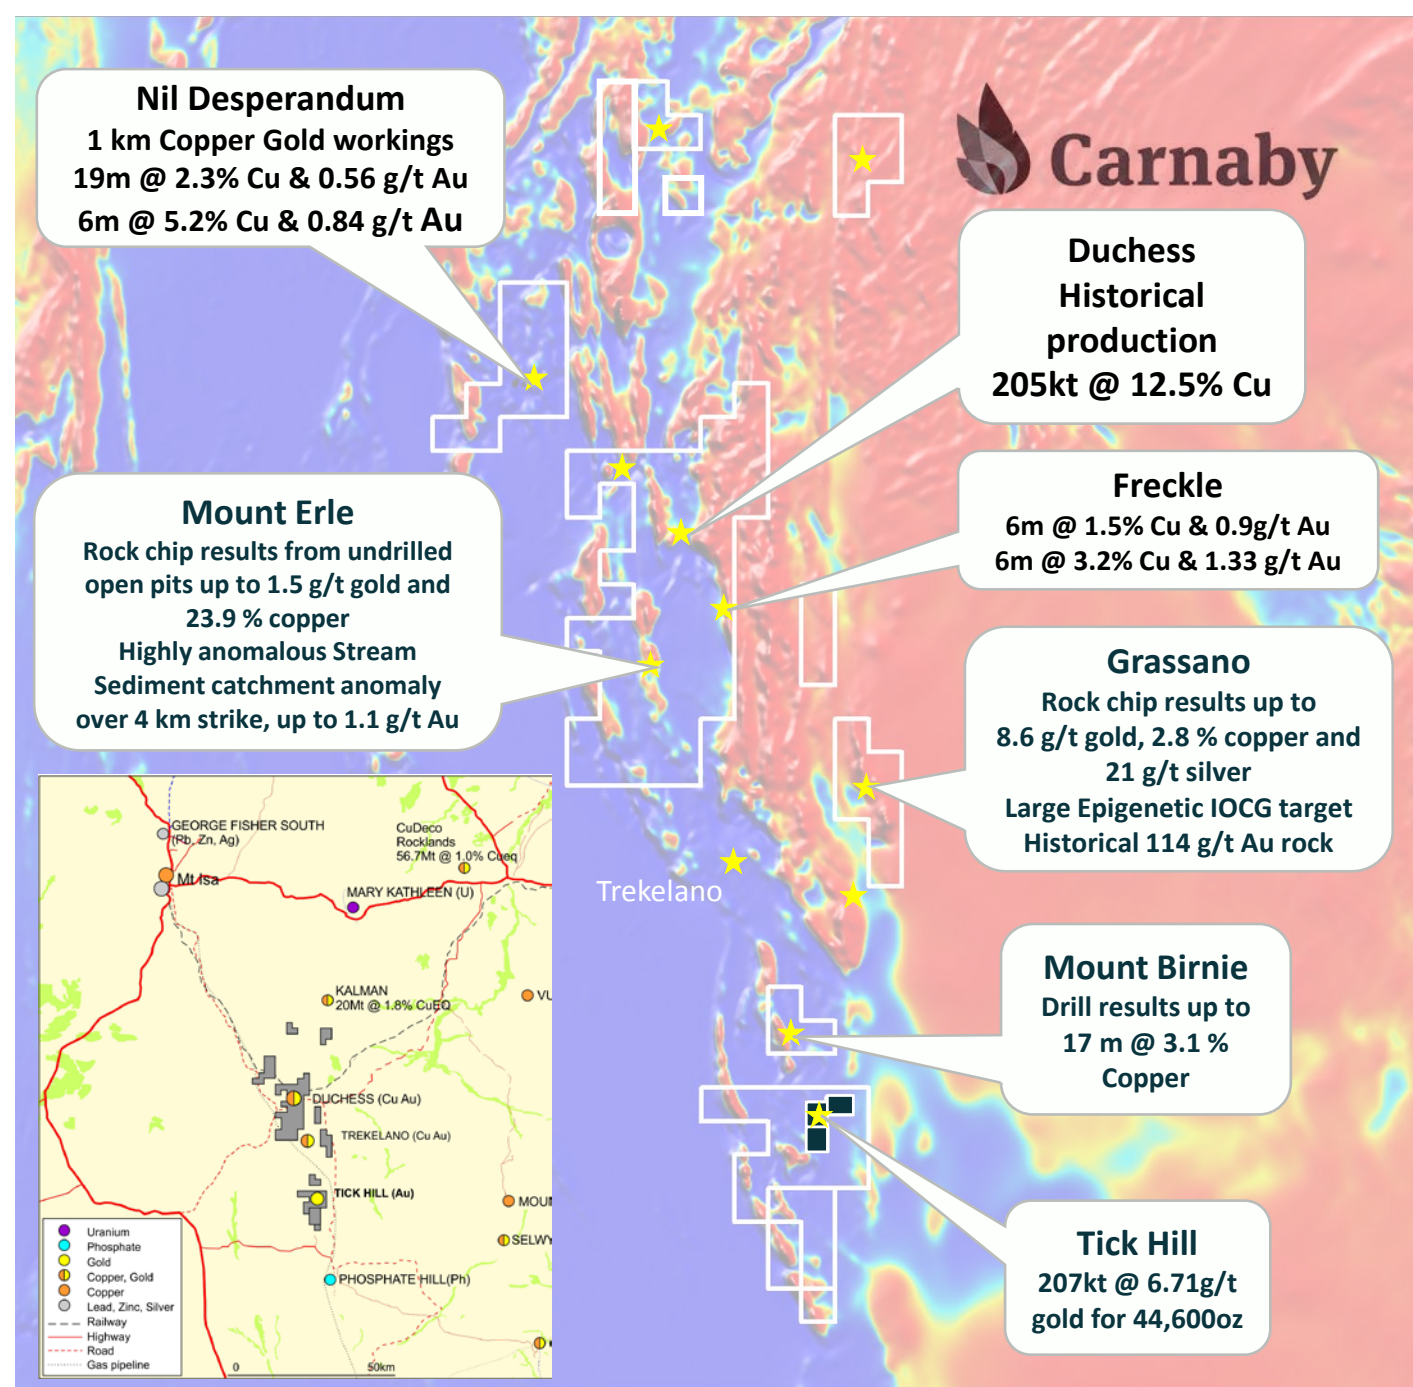 Nil Desperandum
1 km Copper Gold workings
19m @ 2.3% Cu & 0.56 g/t Au
6m @ 5.2% Cu & 0.84 g/t Au
Carnaby
Duchess
Historical
production
205kt @ 12.5% Cu
Freckle
6m @ 1.5% Cu & 0.9g/t Au
6m @ 3.2% Cu & 1.33 g/t Au
Mount Erle
Rock chip results from undrilled
open pits up to 1.5 g/t gold and
23.9 % copper
Highly anomalous Stream
Sediment catchment anomaly
over 4 km strike, up to 1.1 g/t Au
Grassano
Rock chip results up to
8.6 g/t gold, 2.8 % copper and
21 g/t silver
Large Epigenetic IOCG target
Historical 114 g/t Au rock
Trekelano
Mount Birnie
Drill results up to
17 m @ 3.1 %
Copper
Tick Hill
207kt @ 6.71g/t
gold for 44,600oz
GEORGE FISHER SOUTH
(Rb, Zn, Ag)
CuDeco
Rocklands
56.7Mt @ 1.0% Cueq
Mt Isa
MARY KATHLEEN (U)
KALMAN
20Mt @ 1.8% CuEQ
VU
DUCHESS (Cu Au)
TREKELANO (Cu Au)
TICK HILL (Au)
MOUN
SELWY
PHOSPHATE HILL(Ph)
Uranium
Phosphate
Gold
Copper, Gold
Copper
Lead, Zinc, Silver
Railway
Highway
Road
Gas pipeline
0 50km